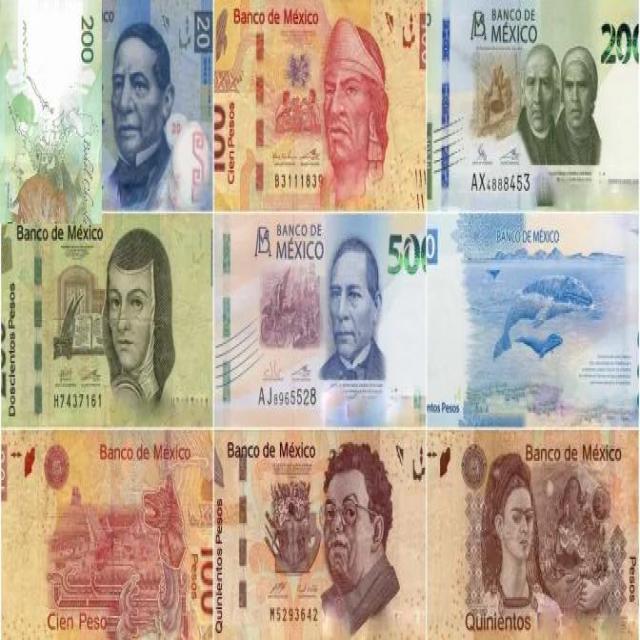 200
20
Banco de México
100
Cien Pesos
B3111839
BANCO DE
MÉXICO
200
AX4888453
Banco de México
Doscientos Pesos
H7437161
BANCO DE
MÉXICO
500
AJ8965528
BANCO DE MÉXICO
ntos Pesos
Banco de México
100
Pesos
Cien Peso
Banco de México
Quinientos Pesos
M5293642
Banco de México
Quinientos
Pesos